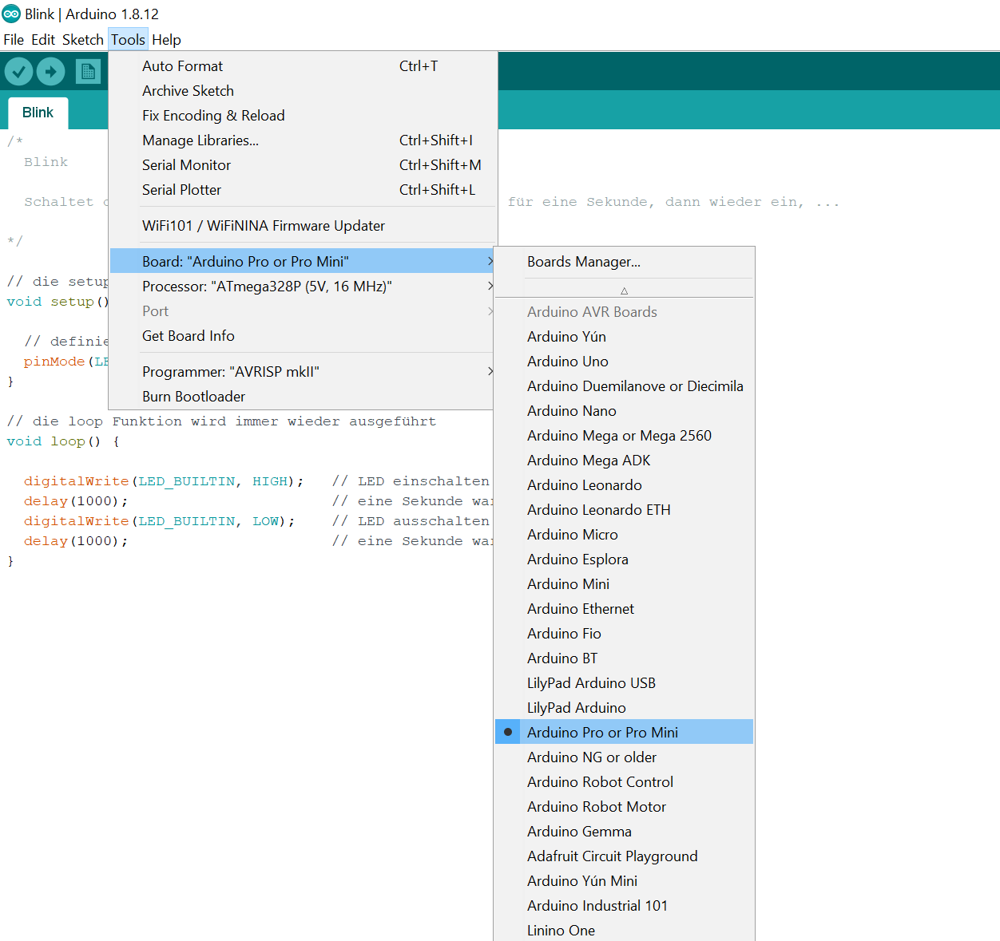 Blink | Arduino 1.8.12
File Edit Sketch Tools Help
Auto Format Ctrl+T
Archive Sketch
Fix Encoding & Reload
Manage Libraries... Ctrl+Shift+I
Serial Monitor Ctrl+Shift+M
Serial Plotter Ctrl+Shift+L
WiFi101 / WiFiNINA Firmware Updater
Board: "Arduino Pro or Pro Mini"
Processor: "ATmega328P (5V, 16 MHz)"
Port
Get Board Info
Programmer: "AVRISP mkII"
Burn Bootloader
Boards Manager...
Arduino AVR Boards
Arduino Yún
Arduino Uno
Arduino Duemilanove or Diecimila
Arduino Nano
Arduino Mega or Mega 2560
Arduino Mega ADK
Arduino Leonardo
Arduino Leonardo ETH
Arduino Micro
Arduino Esplora
Arduino Mini
Arduino Ethernet
Arduino Fio
Arduino BT
LilyPad Arduino USB
LilyPad Arduino
Arduino Pro or Pro Mini
Arduino NG or older
Arduino Robot Control
Arduino Robot Motor
Arduino Gemma
Adafruit Circuit Playground
Arduino Yún Mini
Arduino Industrial 101
Linino One
Blink
/*
Blink
Schaltet für eine Sekunde, dann wieder ein, ...
*/
// die setup
void setup()
// definie
pinMode(LE
}
// die loop Funktion wird immer wieder ausgeführt
void loop() {
digitalWrite(LED_BUILTIN, HIGH); // LED einschalten
delay(1000); // eine Sekunde wa
digitalWrite(LED_BUILTIN, LOW); // LED ausschalten
delay(1000); // eine Sekunde wa
}